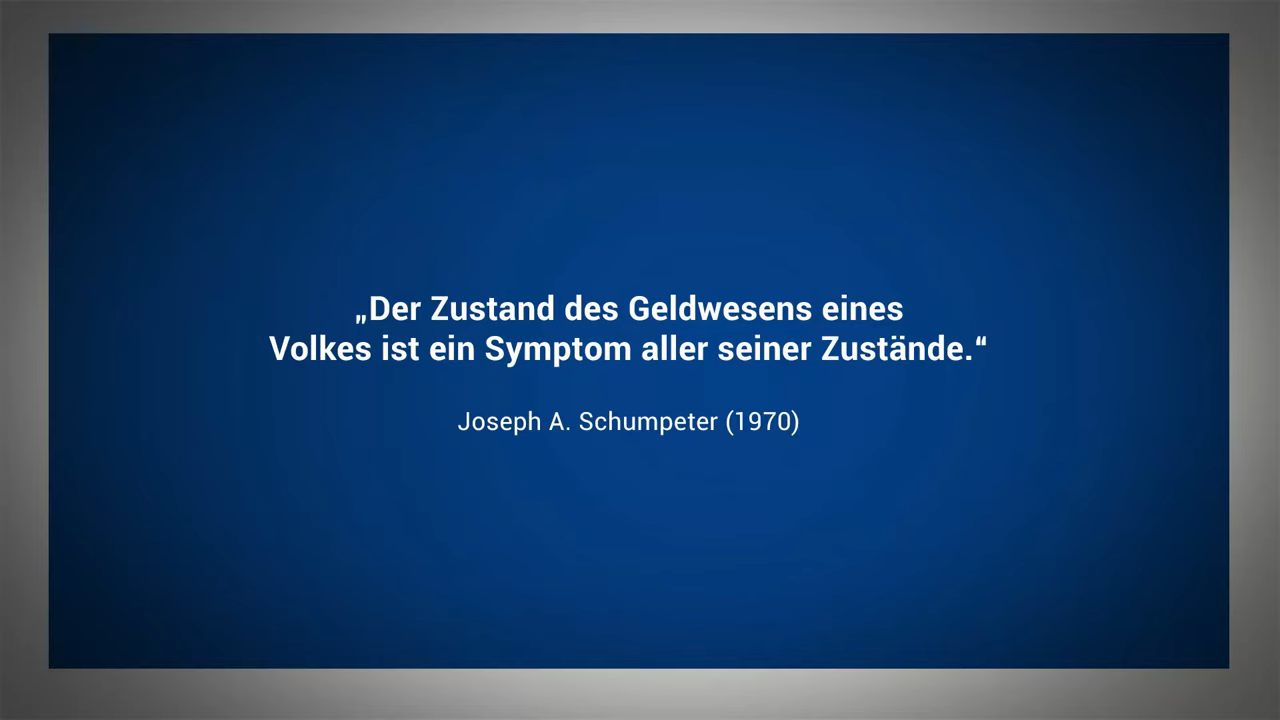 „Der Zustand des Geldwesens eines
Volkes ist ein Symptom aller seiner Zustände.“
Joseph A. Schumpeter (1970)